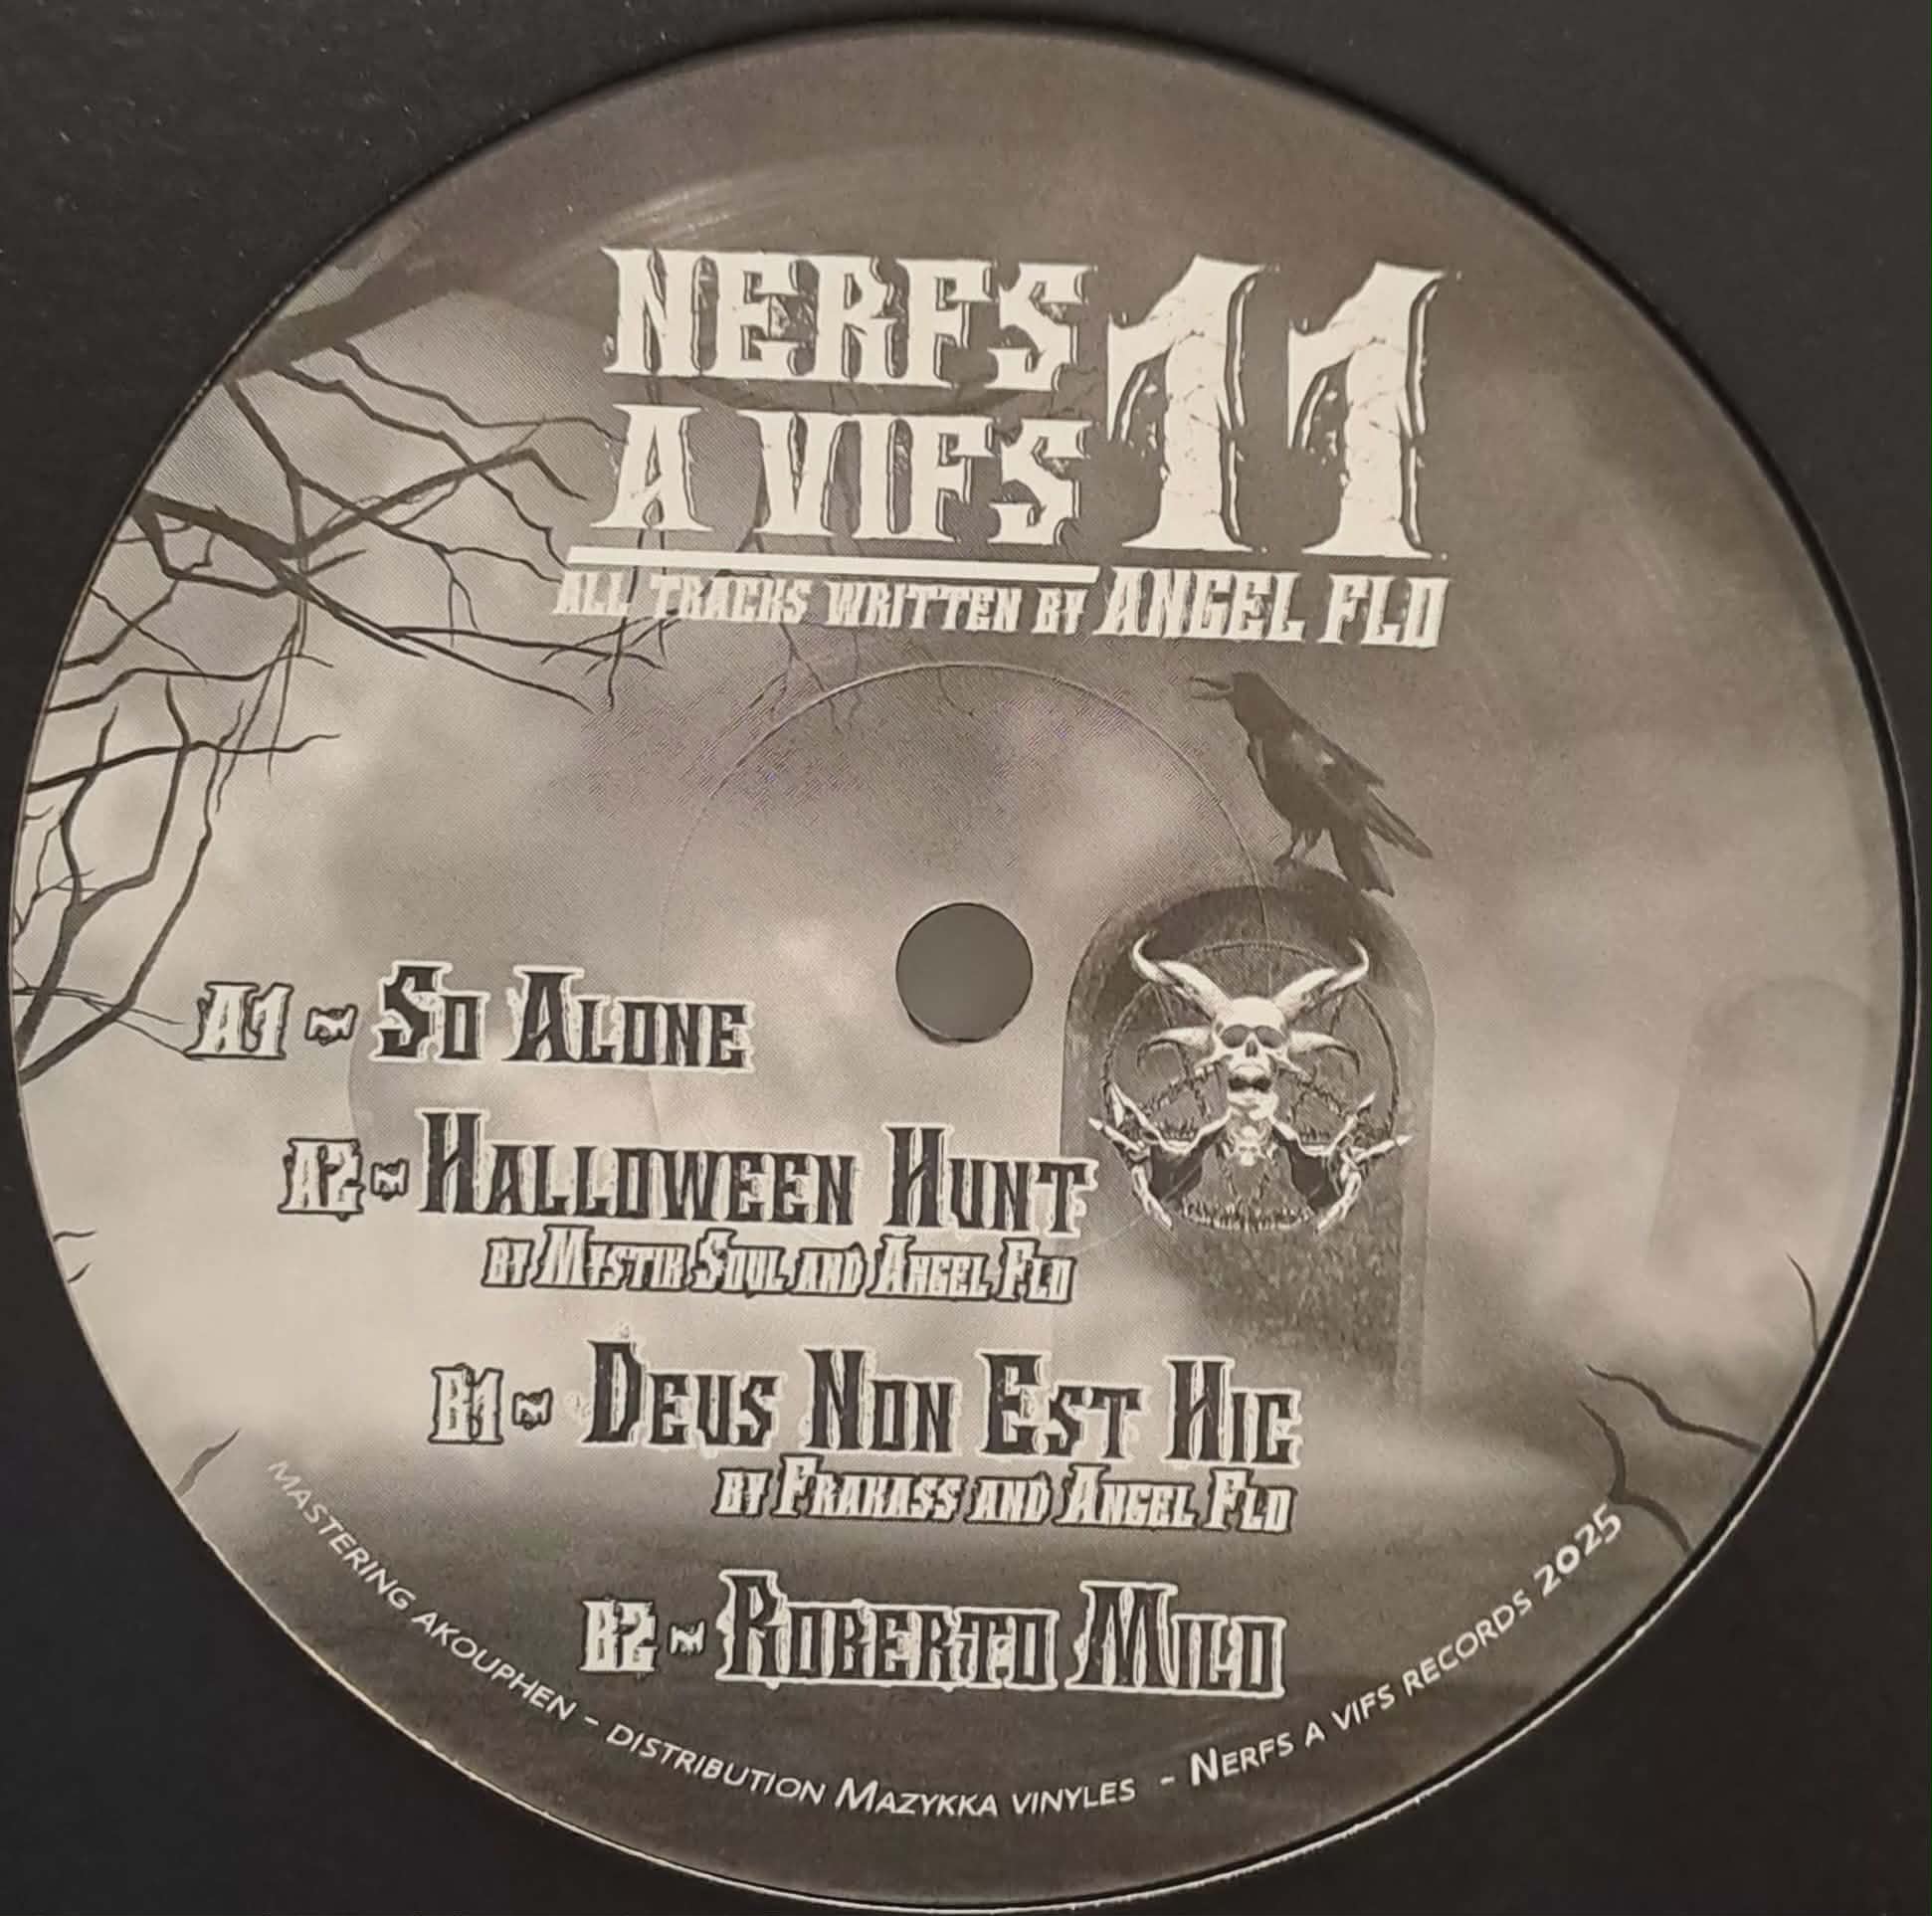 NERFS
A VIFS 11
ALL TRACKS WRITTEN BY ANGEL FLO
A1 - SO ALONE
A2 - HALLOWEEN HUNT
BY MYSTIK SOUL AND ANGEL FLO
B1 - DEUS NON EST HIC
BY FRAKASS AND ANGEL FLO
B2 - ROBERTO MILO
MASTERING AKOUPHEN - DISTRIBUTION MAZYKKA VINYLES - NERFS A VIFS RECORDS 2025